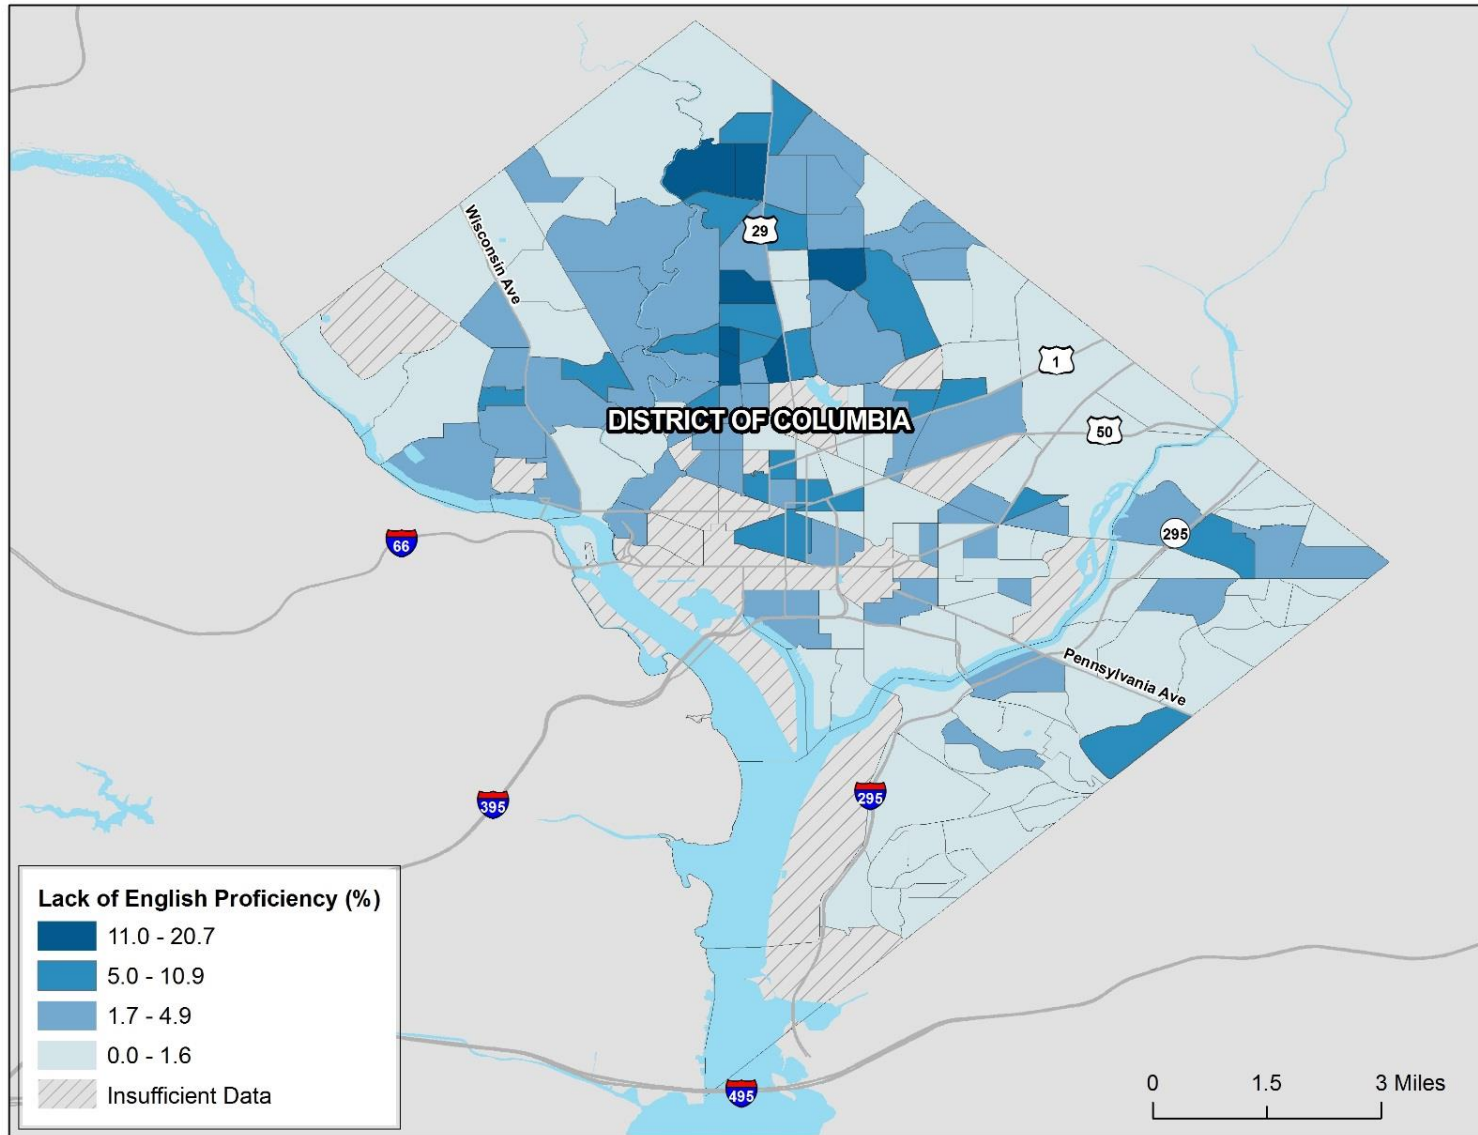 Wisconsin Ave
29
1
DISTRICT OF COLUMBIA
50
66
295
Pennsylvania Ave
395
295
Lack of English Proficiency (%)
11.0 - 20.7
5.0 - 10.9
1.7 - 4.9
0.0 - 1.6
Insufficient Data
495
0 1.5 3 Miles